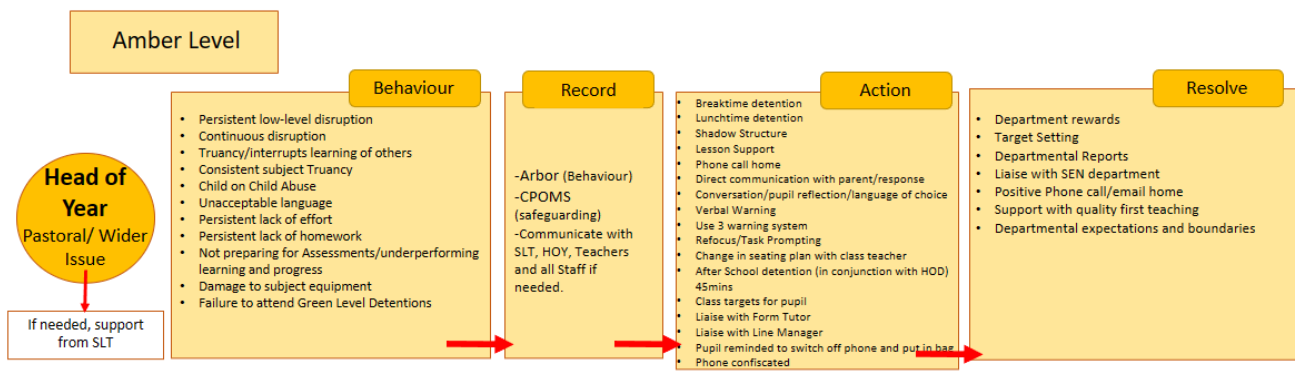 Amber Level
Head of
Year
Pastoral/ Wider
Issue
If needed, support
from SLT
Behaviour
• Persistent low-level disruption
• Continuous disruption
• Truancy/interrupts learning of others
• Consistent subject Truancy
• Child on Child Abuse
• Unacceptable language
• Persistent lack of effort
• Persistent lack of homework
• Not preparing for Assessments/underperforming
learning and progress
• Damage to subject equipment
• Failure to attend Green Level Detentions
Record
-Arbor (Behaviour)
-CPOMS
(safeguarding)
-Communicate with
SLT, HOY, Teachers
and all Staff if
needed.
Action
• Breaktime detention
• Lunchtime detention
• Shadow Structure
• Lesson Support
• Phone call home
• Direct communication with parent/response
• Conversation/pupil reflection/language of choice
• Verbal Warning
• Use 3 warning system
• Refocus/Task Prompting
• Change in seating plan with class teacher
• After School detention (in conjunction with HOD)
45mins
• Class targets for pupil
• Liaise with Form Tutor
• Liaise with Line Manager
• Pupil reminded to switch off phone and put in bag
• Phone confiscated
Resolve
• Department rewards
• Target Setting
• Departmental Reports
• Liaise with SEN department
• Positive Phone call/email home
• Support with quality first teaching
• Departmental expectations and boundaries